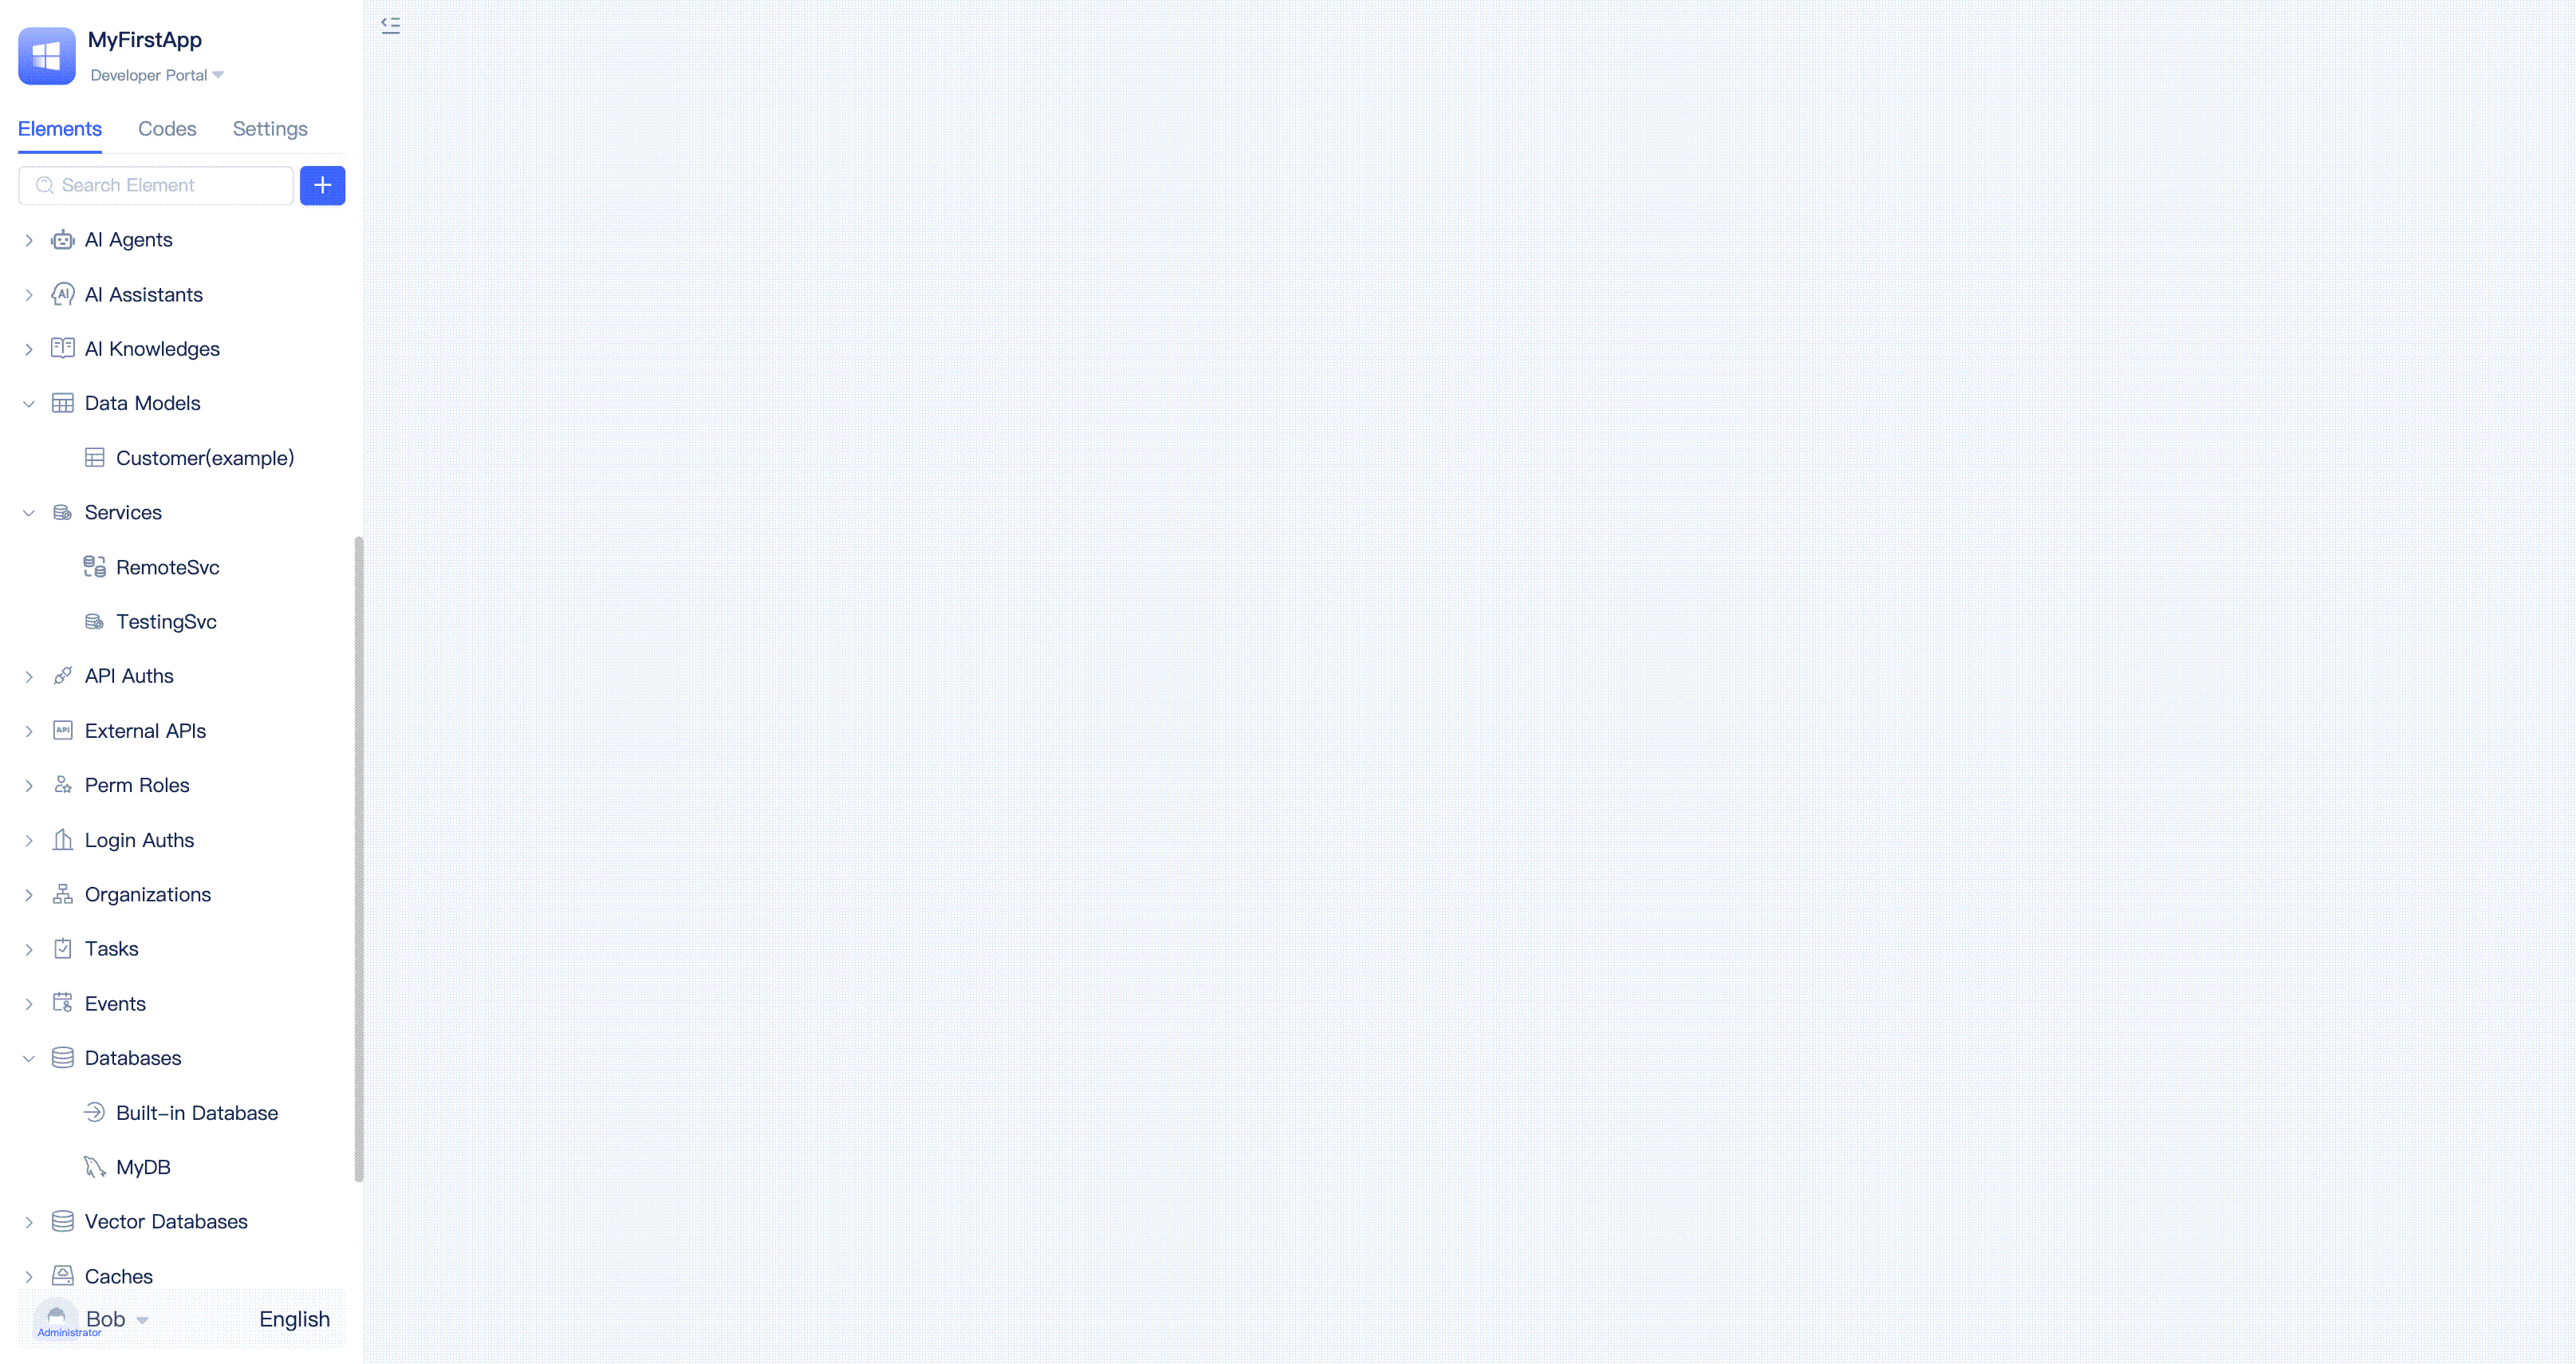 MyFirstApp
Developer Portal
Elements Codes Settings
Search Element
AI Agents
AI Assistants
AI Knowledges
Data Models
Customer(example)
Services
RemoteSvc
TestingSvc
API Auths
External APIs
Perm Roles
Login Auths
Organizations
Tasks
Events
Databases
Built-in Database
MyDB
Vector Databases
Caches
Bob English
Administrator